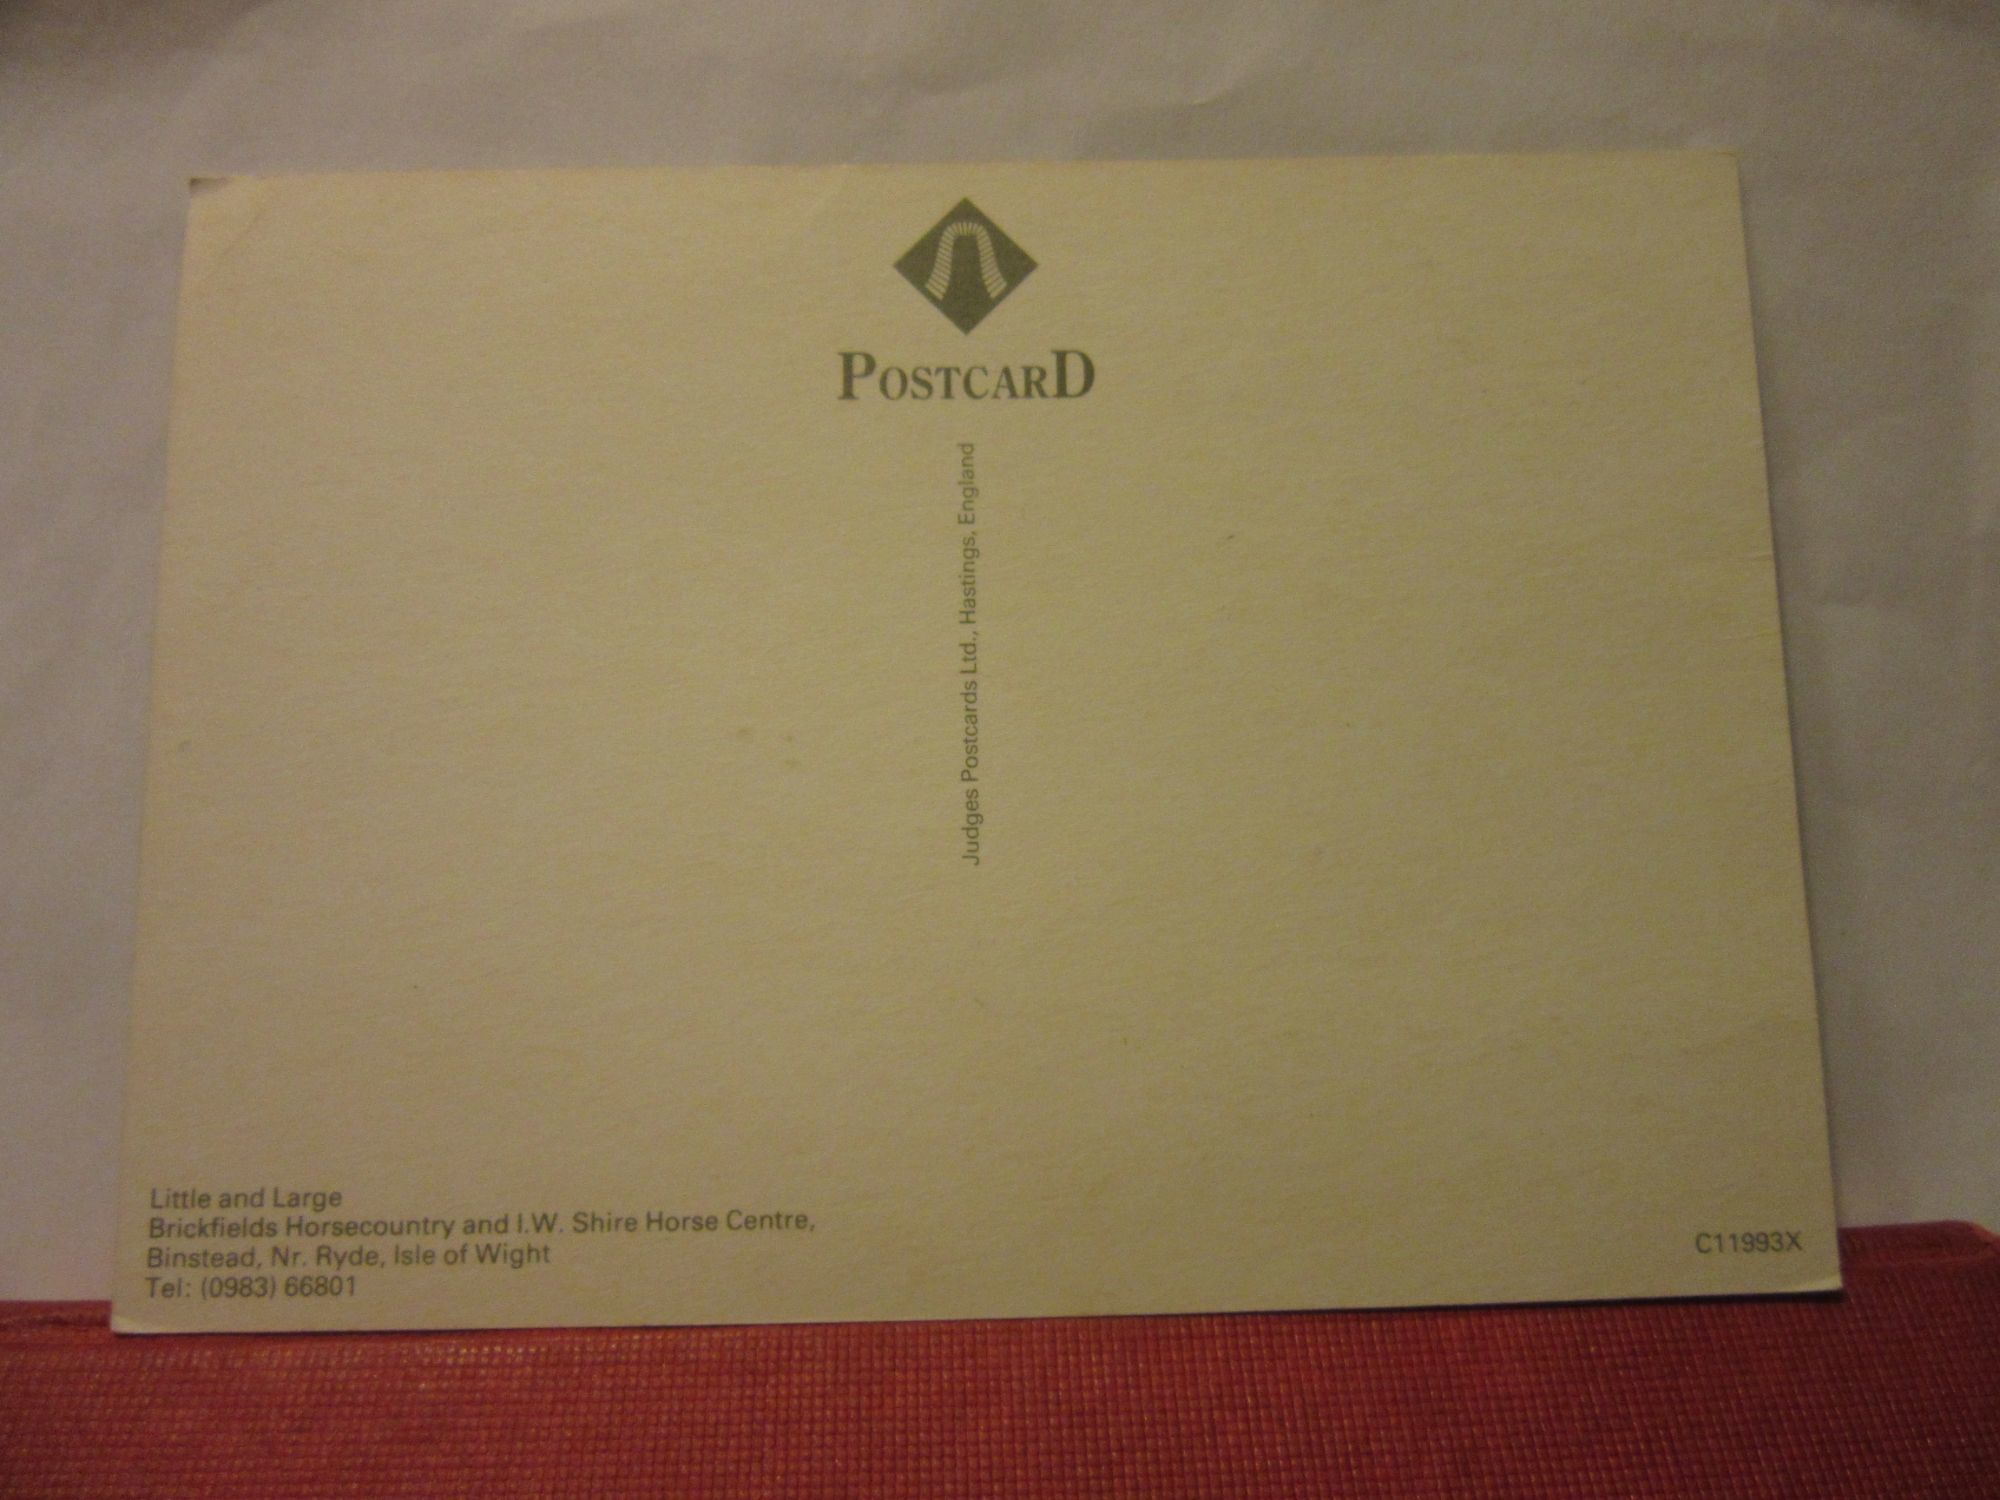 POSTCARD
Judges Postcards Ltd., Hastings, England
Little and Large
Brickfields Horsecountry and I.W. Shire Horse Centre,
Binstead, Nr. Ryde, Isle of Wight
Tel: (0983) 66801
C11993X